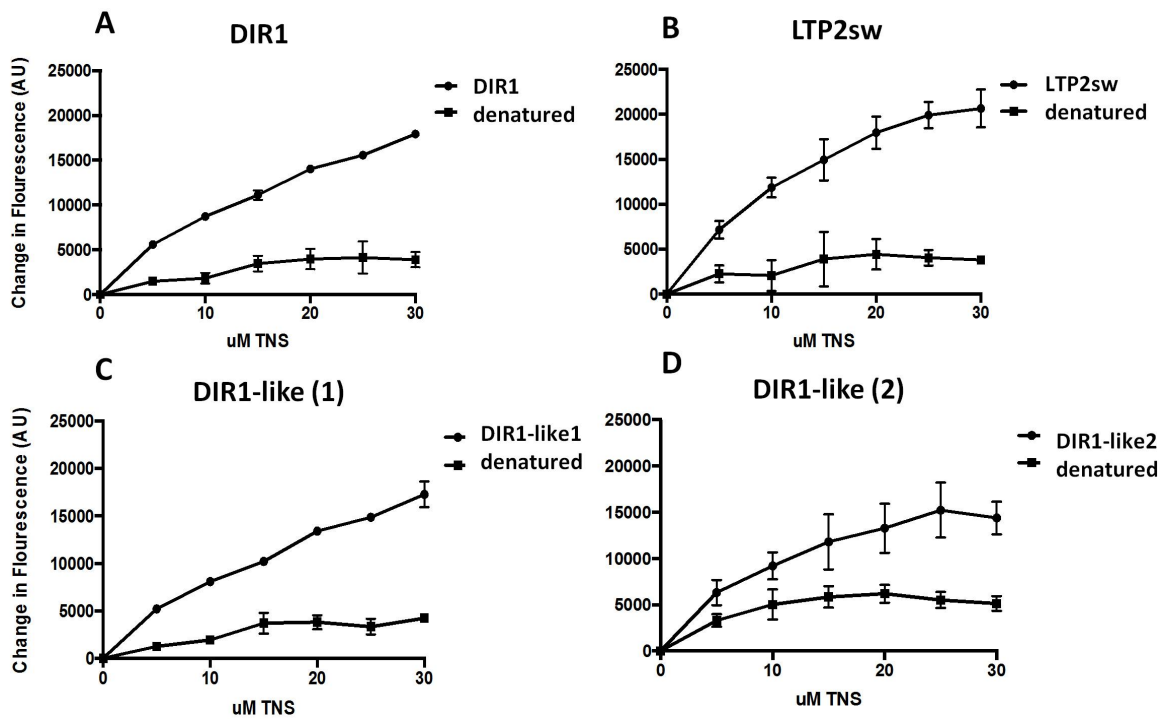 A
DIR1
Change in Flourescence (AU)
25000
20000
15000
10000
5000
0
0 10 20 30
uM TNS
DIR1
denatured
B
LTP2sw
25000
20000
15000
10000
5000
0
0 10 20 30
uM TNS
LTP2sw
denatured
C
DIR1-like (1)
Change in Flourescence (AU)
25000
20000
15000
10000
5000
0
0 10 20 30
uM TNS
DIR1-like1
denatured
D
DIR1-like (2)
25000
20000
15000
10000
5000
0
0 10 20 30
uM TNS
DIR1-like2
denatured